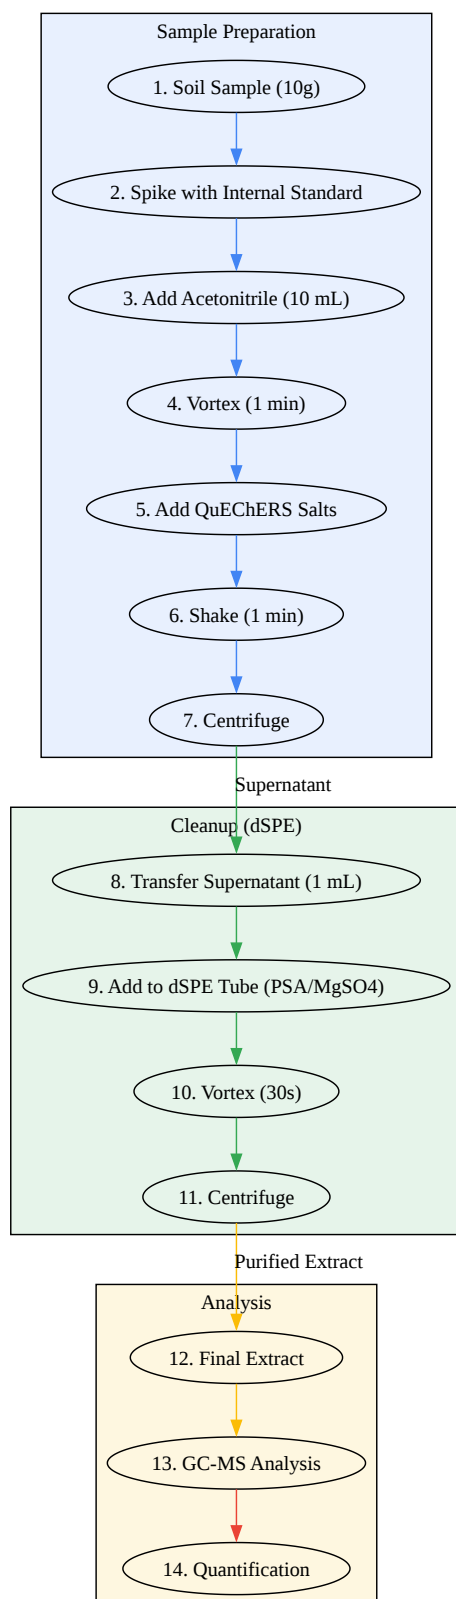 Sample Preparation
1. Soil Sample (10g)
2. Spike with Internal Standard
3. Add Acetonitrile (10 mL)
4. Vortex (1 min)
5. Add QuEChERS Salts
6. Shake (1 min)
7. Centrifuge
Supernatant
Cleanup (dSPE)
8. Transfer Supernatant (1 mL)
9. Add to dSPE Tube (PSA/MgSO4)
10. Vortex (30s)
11. Centrifuge
Purified Extract
Analysis
12. Final Extract
13. GC-MS Analysis
14. Quantification